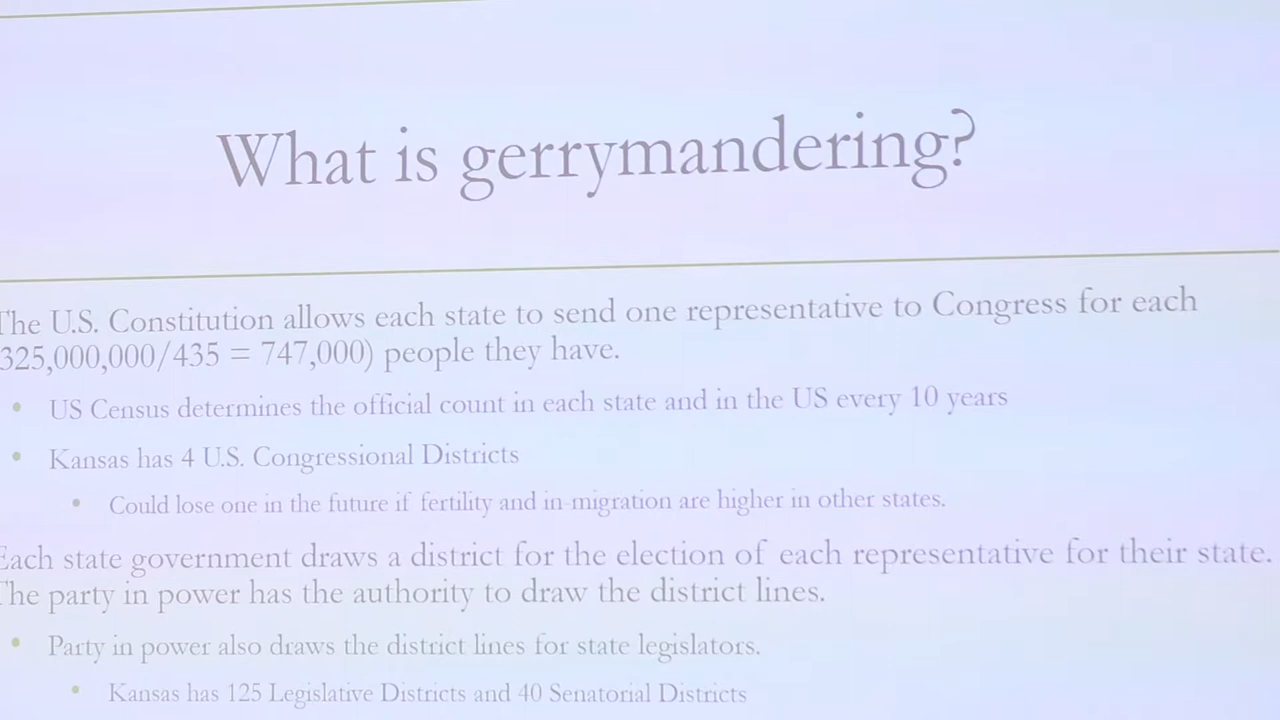 What is gerrymandering?
The U.S. Constitution allows each state to send one representative to Congress for each
325,000,000/435 = 747,000) people they have.
• US Census determines the official count in each state and in the US every 10 years
• Kansas has 4 U.S. Congressional Districts
• Could lose one in the future if fertility and in-migration are higher in other states.
Each state government draws a district for the election of each representative for their state.
The party in power has the authority to draw the district lines.
• Party in power also draws the district lines for state legislators.
• Kansas has 125 Legislative Districts and 40 Senatorial Districts